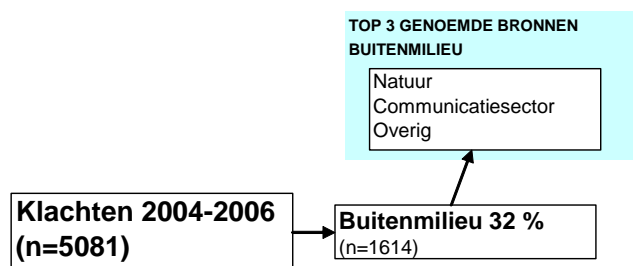 TOP 3 GENOEMDE BRONNEN
BUITENMILIEU
Natuur
Communicatiesector
Overig
Klachten 2004-2006
(n=5081)
Buitenmilieu 32 %
(n=1614)